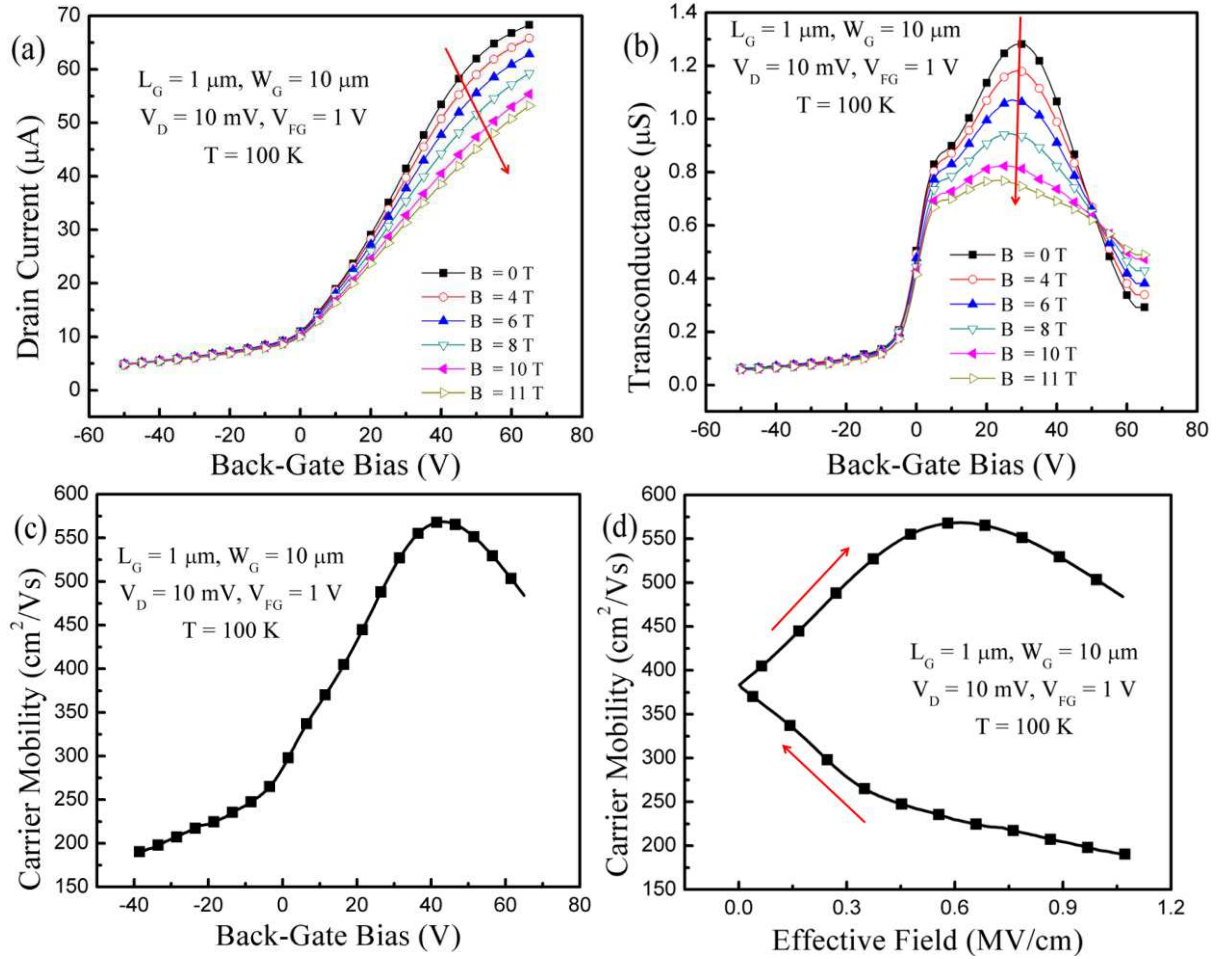 (a)
L_G = 1 μm, W_G = 10 μm
V_D = 10 mV, V_FG = 1 V
T = 100 K
B = 0 T
B = 4 T
B = 6 T
B = 8 T
B = 10 T
B = 11 T
Drain Current (μA)
70
60
50
40
30
20
10
0
-60 -40 -20 0 20 40 60 80
Back-Gate Bias (V)
(b)
L_G = 1 μm, W_G = 10 μm
V_D = 10 mV, V_FG = 1 V
T = 100 K
B = 0 T
B = 4 T
B = 6 T
B = 8 T
B = 10 T
B = 11 T
Transconductance (μS)
1.4
1.2
1.0
0.8
0.6
0.4
0.2
0.0
-60 -40 -20 0 20 40 60 80
Back-Gate Bias (V)
(c)
L_G = 1 μm, W_G = 10 μm
V_D = 10 mV, V_FG = 1 V
T = 100 K
Carrier Mobility (cm²/Vs)
600
550
500
450
400
350
300
250
200
150
-40 -20 0 20 40 60 80
Back-Gate Bias (V)
(d)
L_G = 1 μm, W_G = 10 μm
V_D = 10 mV, V_FG = 1 V
T = 100 K
Carrier Mobility (cm²/Vs)
600
550
500
450
400
350
300
250
200
150
0.0 0.3 0.6 0.9 1.2
Effective Field (MV/cm)